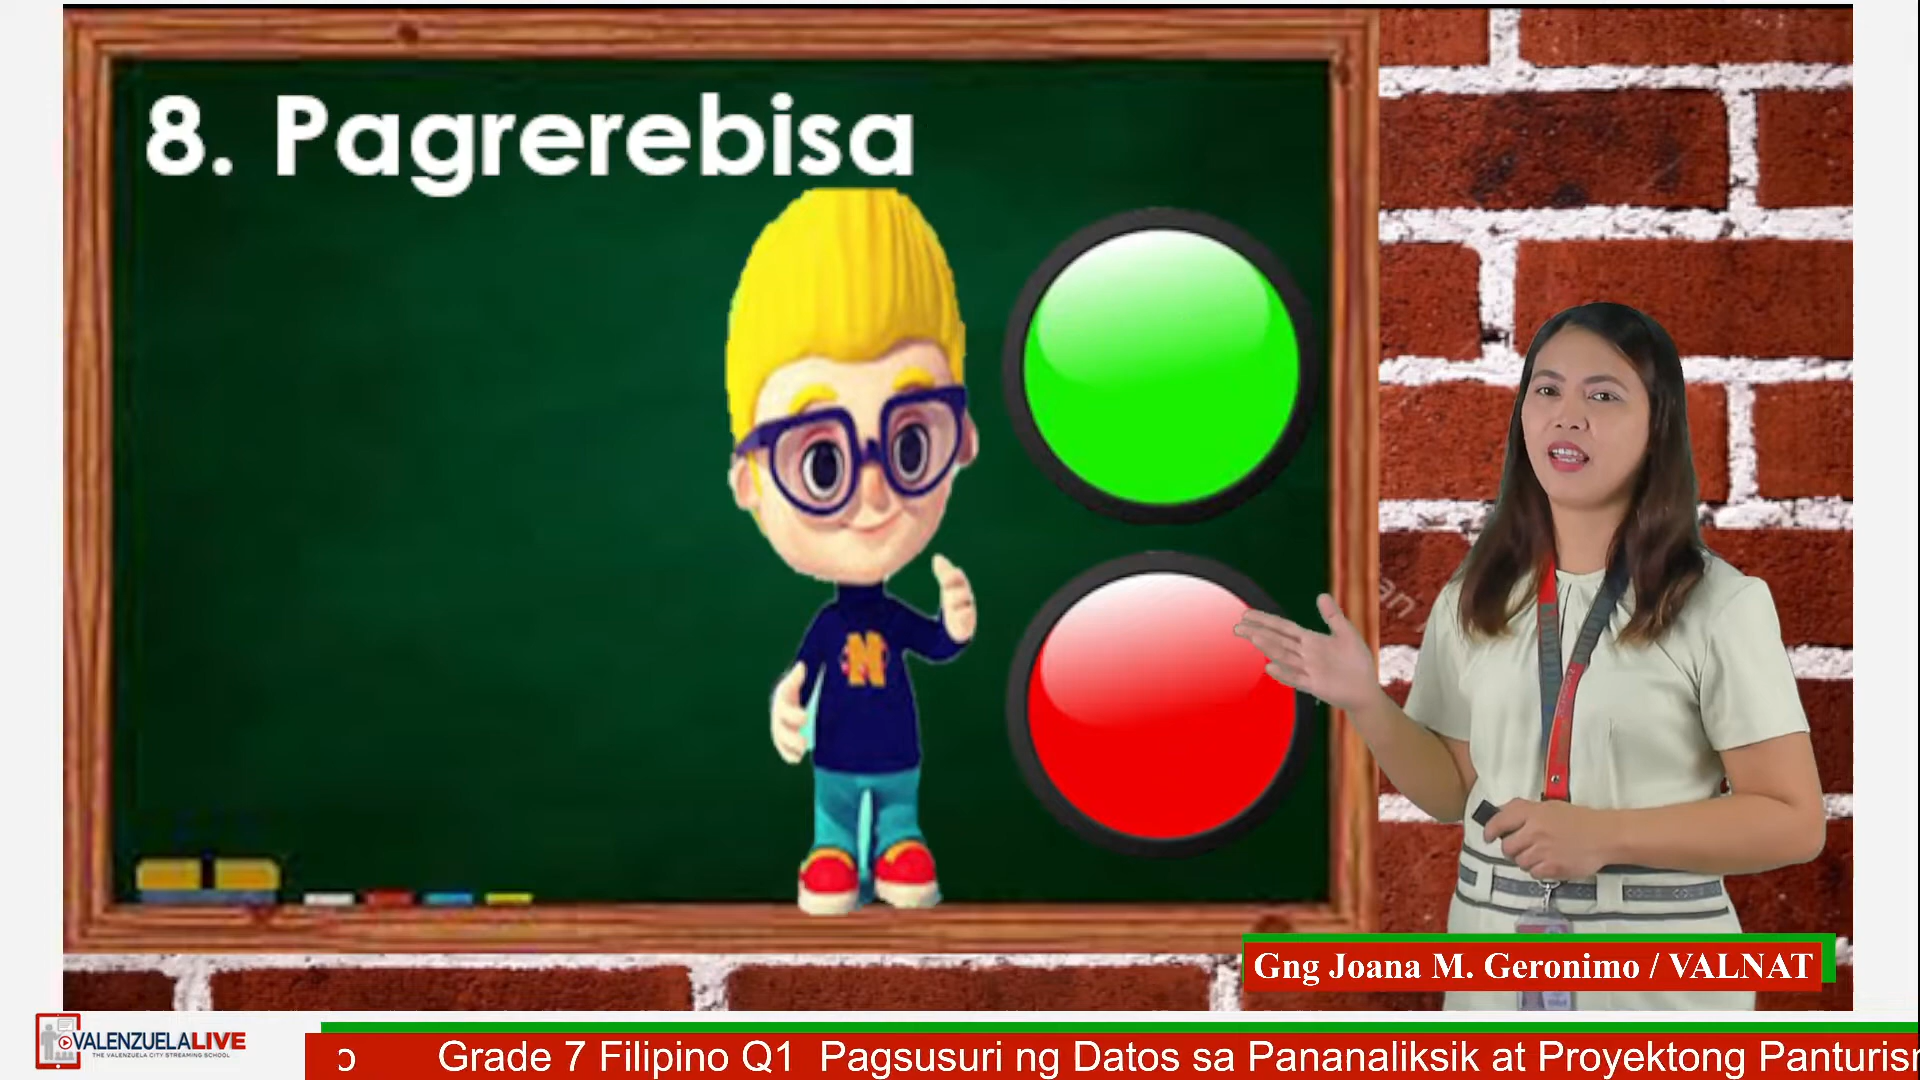 8. Pagrerebisa
N
an
Gng Joana M. Geronimo / VALNAT
VALENZUELALIVE
THE VALENZUELA CITY STREAMING SCHOOL
o Grade 7 Filipino Q1 Pagsusuri ng Datos sa Pananaliksik at Proyektong Panturis